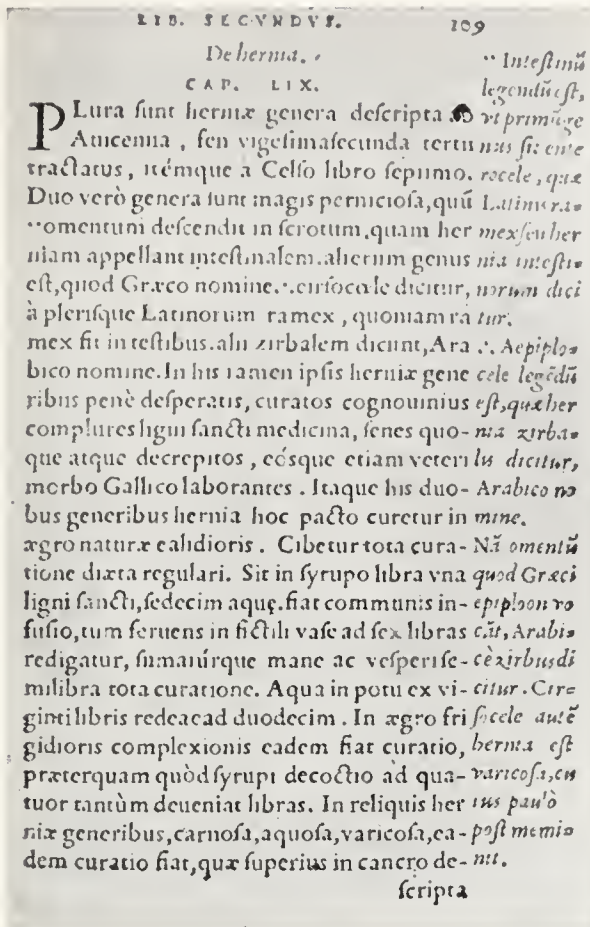 LIB. SECVNDVS. 109
De hernia.
CAP. LIX.
PLura ſunt herniæ genera deſcripta ab
Auicenna, fen vigeſimaſecunda tertii
tractatus, itémque a Celſo libro ſeptimo.
Duo verò genera ſunt magis pernicioſa, quũ
··omentum deſcendit in ſcrotum, quam her
niam appellant inteſtinalem. alterum genus
eſt, quod Græco nomine ∴ cirſocele dicitur,
à pleriſque Latinorum ramex, quoniam ra
mex fit in teſtibus. alii zirbalem dicunt, Ara
bico nomine. In his tamen ipſis herniæ gene
ribus penè deſperatis, curatos cognouimus
complures ligni ſancti medicina, ſenes quo-
que atque decrepitos, eóſque etiam veteri
morbo Gallico laborantes. Itaque his duo-
bus generibus hernia hoc pacto curetur in
ægro naturæ calidioris. Cibetur tota cura-
tione diæta regulari. Sit in ſyrupo libra vna
ligni ſancti, ſedecim aquę. fiat communis in-
fuſio, tum feruens in fictili vaſe ad ſex libras
redigatur, ſumatúrque mane ac veſperi ſe-
milibra tota curatione. Aqua in potu ex vi-
ginti libris redeat ad duodecim. In ægro fri
gidioris complexionis eadem fiat curatio,
præterquam quòd ſyrupi decoctio ad qua-
tuor tantùm deueniat libras. In reliquis her
niæ generibus, carnoſa, aquoſa, varicoſa, ea-
dem curatio fiat, quæ ſuperius in cancro de-
ſcripta
·· Inteſtinũ
legendũ eſt,
vt primũ ge
nus ſit ente
rocele, quæ
Latinis ra-
mex ſeu her
nia inteſti-
norum dici
tur.
∴ Aepiplo-
cele legẽdũ
eſt, quæ her
nia zirba-
lis dicitur,
Arabico no
mine.
Nã omentũ
quod Græci
epiploon vo
cãt, Arabi-
cè zirbus di
citur. Cir-
ſocele autẽ
hernia eſt
varicoſa, cu
ius paulò
poſt memi-
nit.